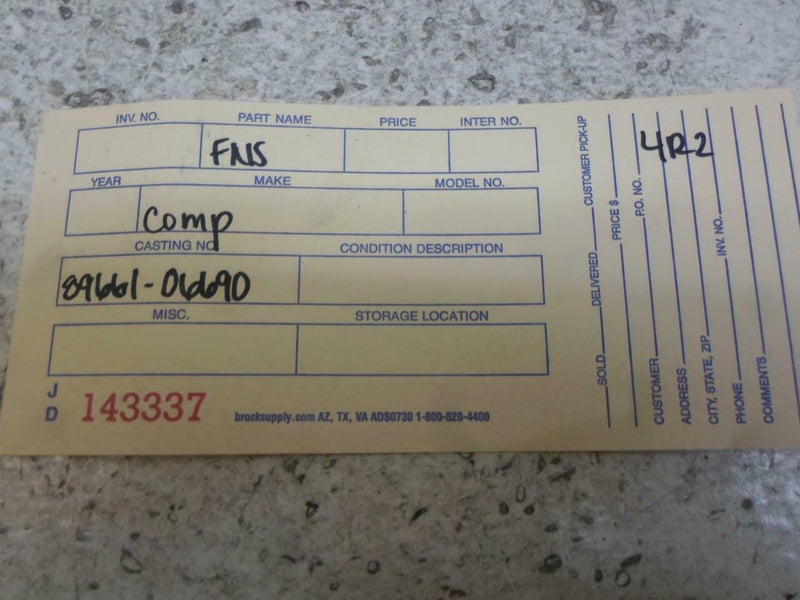 INV. NO. PART NAME PRICE INTER NO.
FNS
YEAR MAKE MODEL NO.
Comp
CASTING NO. CONDITION DESCRIPTION
89661-06690
MISC. STORAGE LOCATION
J
D
143337
brocksupply.com AZ, TX, VA ADS0730 1-800-528-4400
SOLD DELIVERED CUSTOMER PICK-UP
PRICE $
P.O. NO.
4R2
CUSTOMER
ADDRESS
CITY, STATE, ZIP INV. NO.
PHONE
COMMENTS